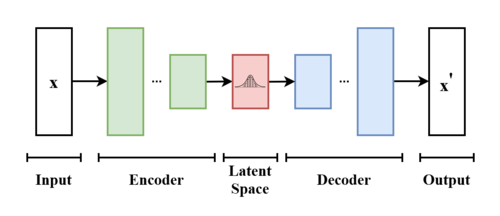 x
...
...
x'
Input
Encoder
Latent
Space
Decoder
Output